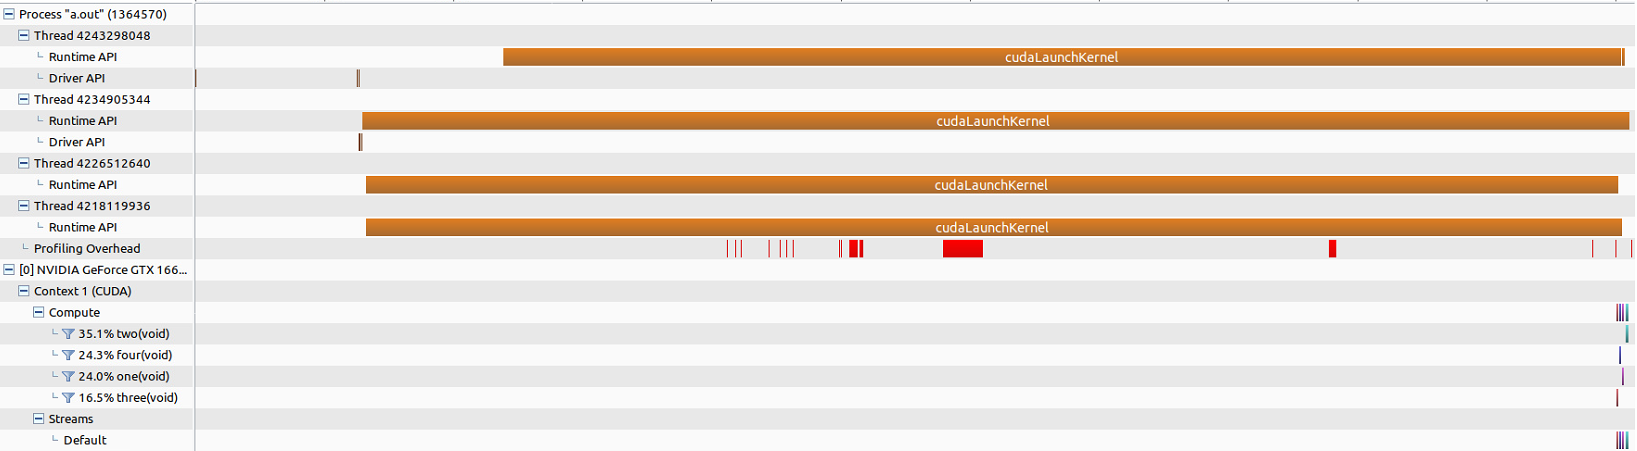 Process "a.out" (1364570)
Thread 4243298048
Runtime API
cudaLaunchKernel
Driver API
Thread 4234905344
Runtime API
cudaLaunchKernel
Driver API
Thread 4226512640
Runtime API
cudaLaunchKernel
Thread 4218119936
Runtime API
cudaLaunchKernel
Profiling Overhead
[0] NVIDIA GeForce GTX 166...
Context 1 (CUDA)
Compute
35.1% two(void)
24.3% four(void)
24.0% one(void)
16.5% three(void)
Streams
Default